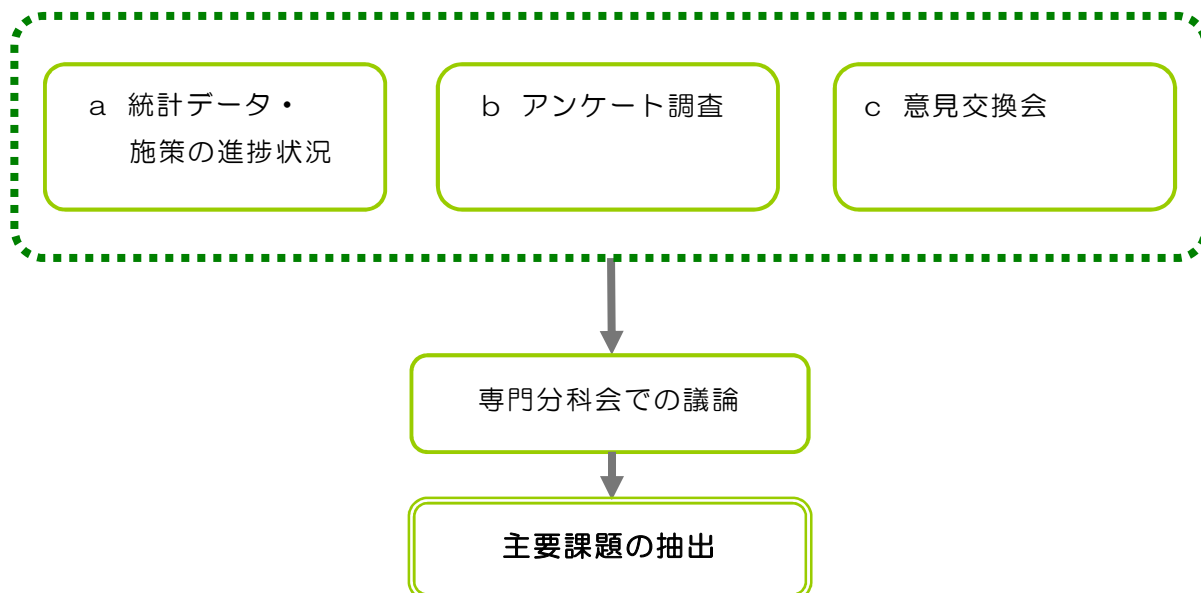 a 統計データ・
施策の進捗状況
b アンケート調査
c 意見交換会
専門分科会での議論
主要課題の抽出